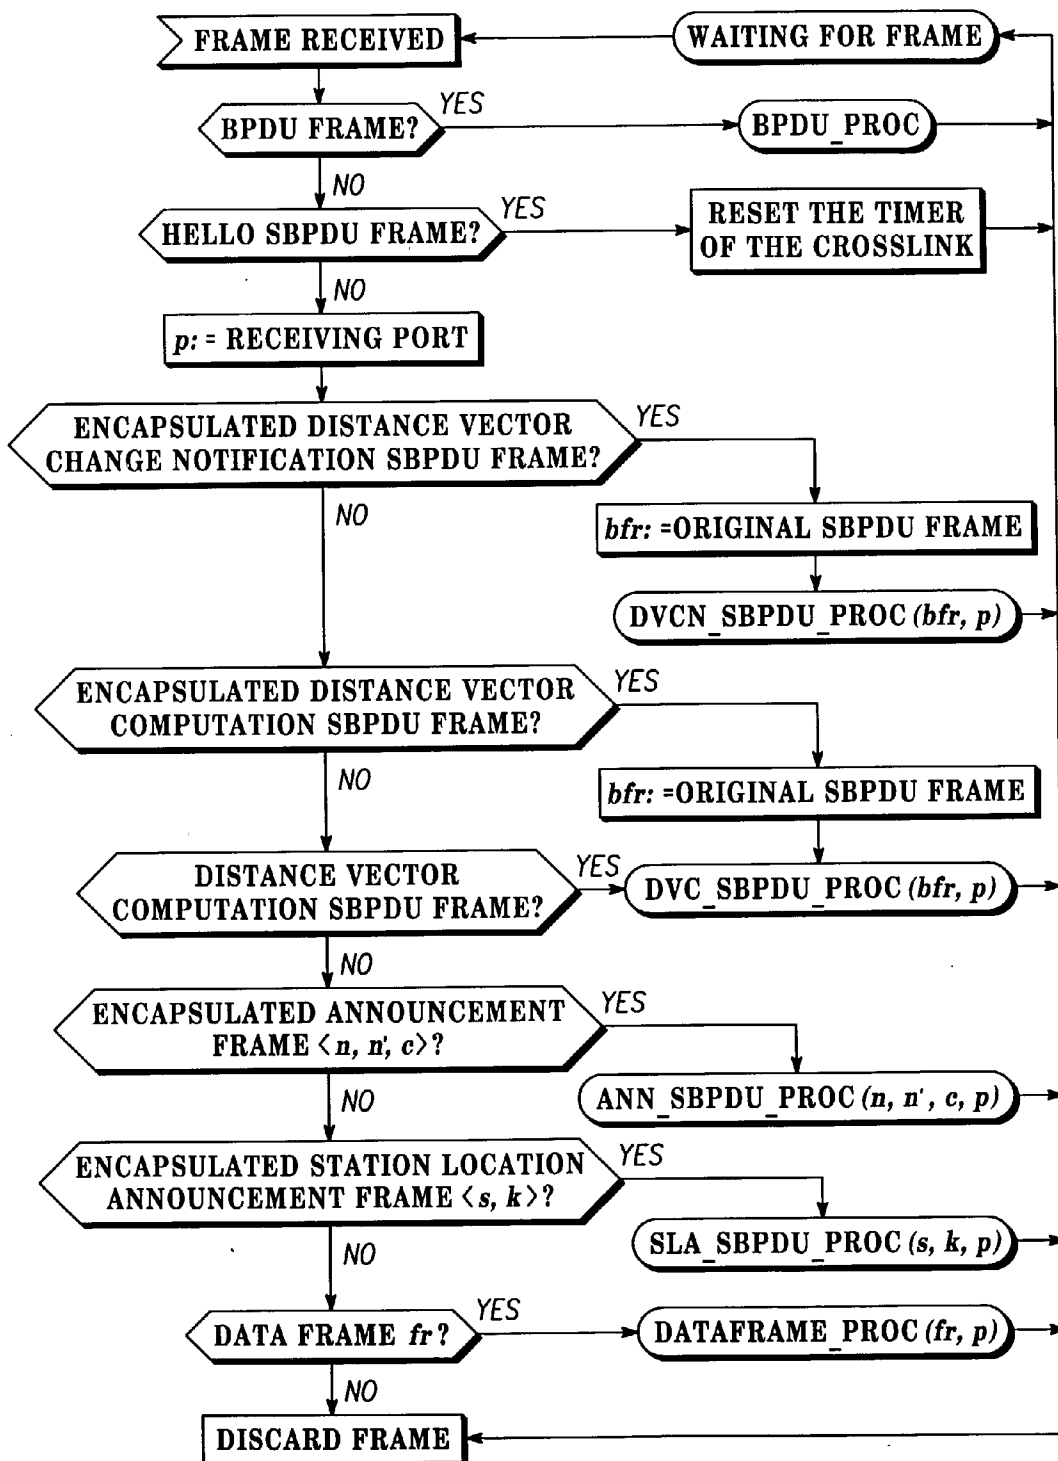 FRAME RECEIVED
WAITING FOR FRAME
BPDU FRAME?
YES
BPDU_PROC
NO
HELLO SBPDU FRAME?
YES
RESET THE TIMER
OF THE CROSSLINK
NO
p: = RECEIVING PORT
ENCAPSULATED DISTANCE VECTOR
CHANGE NOTIFICATION SBPDU FRAME?
YES
NO
bfr: =ORIGINAL SBPDU FRAME
DVCN_SBPDU_PROC (bfr, p)
ENCAPSULATED DISTANCE VECTOR
COMPUTATION SBPDU FRAME?
YES
NO
bfr: =ORIGINAL SBPDU FRAME
DISTANCE VECTOR
COMPUTATION SBPDU FRAME?
YES
DVC_SBPDU_PROC (bfr, p)
NO
ENCAPSULATED ANNOUNCEMENT
FRAME <n, n', c>?
YES
NO
ANN_SBPDU_PROC (n, n', c, p)
ENCAPSULATED STATION LOCATION
ANNOUNCEMENT FRAME <s, k>?
YES
NO
SLA_SBPDU_PROC (s, k, p)
DATA FRAME fr?
YES
DATAFRAME_PROC (fr, p)
NO
DISCARD FRAME